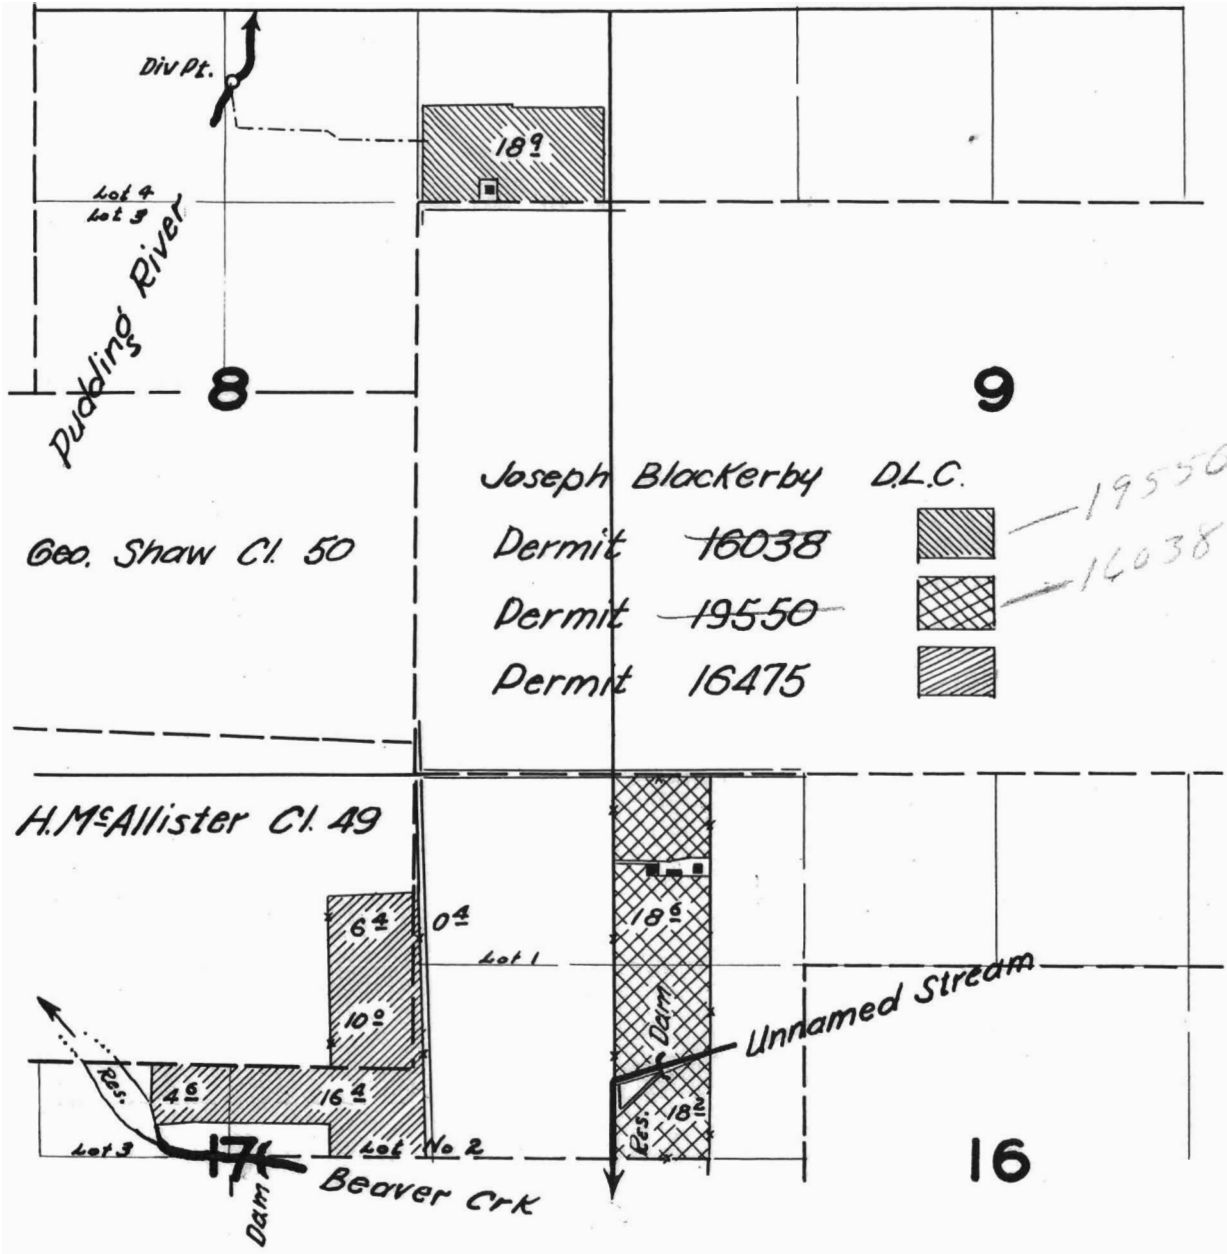 Div Pt.
18 9
Lot 4
Lot 3
Pudding River
8
9
Joseph Blackerby D.L.C.
Permit 16038
19550
Geo. Shaw Cl. 50
Permit 19550
16038
Permit 16475
H. McAllister Cl. 49
6 4
0 4
18 6
Lot 1
Unnamed Stream
10 0
Dam
Res.
4 6
16 4
18 2
Res.
Lot 3
17
Lot No 2
16
Beaver Crk
Dam